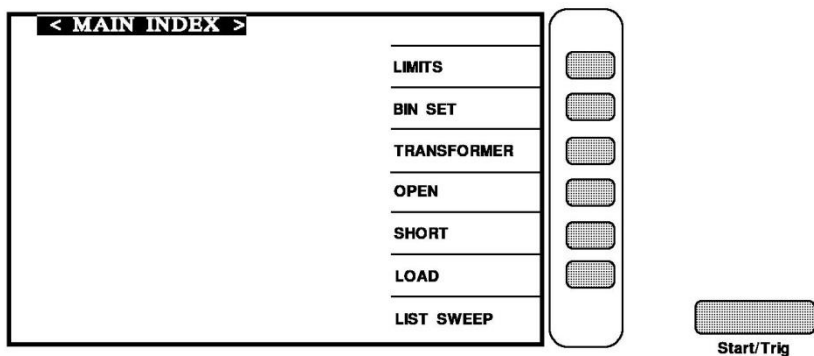 < MAIN INDEX >
LIMITS
BIN SET
TRANSFORMER
OPEN
SHORT
LOAD
LIST SWEEP
Start/Trig